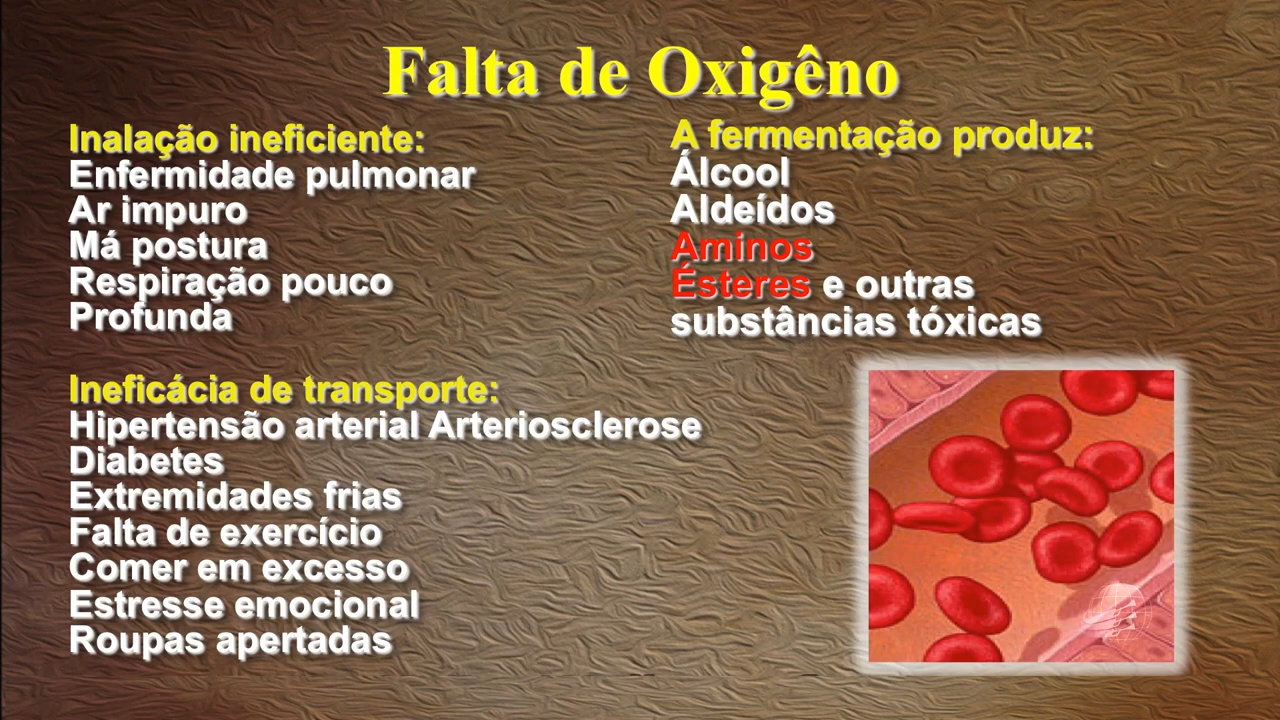 Falta de Oxigêno
Inalação ineficiente:
Enfermidade pulmonar
Ar impuro
Má postura
Respiração pouco
Profunda
Ineficácia de transporte:
Hipertensão arterial Arteriosclerose
Diabetes
Extremidades frias
Falta de exercício
Comer em excesso
Estresse emocional
Roupas apertadas
A fermentação produz:
Álcool
Aldeídos
Aminos
Ésteres e outras
substâncias tóxicas